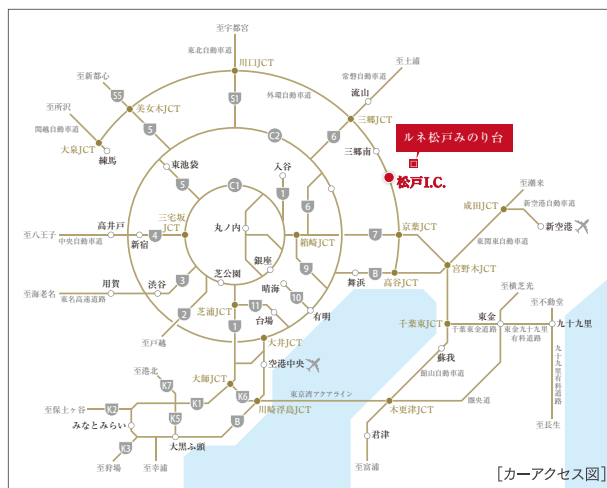 至宇都宮
東北自動車道
川口JCT
至土浦
常磐自動車道
流山
至新都心
S5
美女木JCT
S1
外環自動車道
三郷JCT
至所沢
関越自動車道
大泉JCT
練馬
5
C2
6
三郷南
ルネ松戸みのり台
松戸I.C.
東池袋
5
C1
入谷
1
6
至潮来
成田JCT
新空港自動車道
新空港
東関東自動車道
三宅坂JCT
丸ノ内
箱崎JCT
7
京葉JCT
至八王子
高井戸
中央自動車道
新宿
4
銀座
9
舞浜
B
高谷JCT
宮野木JCT
至海老名
用賀
東名高速道路
渋谷
3
芝公園
晴海
10
有明
2
芝浦JCT
11
台場
至戸越
1
大井JCT
空港中央
至横芝光
至不動堂
千葉東JCT
東金
千葉東金道路
東金九十九里有料道路
九十九里
九十九里有料道路
蘇我
館山自動車道
至港北
K7
大師JCT
K6
東京湾アクアライン
圏央道
至保土ヶ谷
K2
K1
K5
B
川崎浮島JCT
木更津JCT
みなとみらい
大黒ふ頭
K3
至狩場
至幸浦
君津
至富浦
至長生
[カーアクセス図]